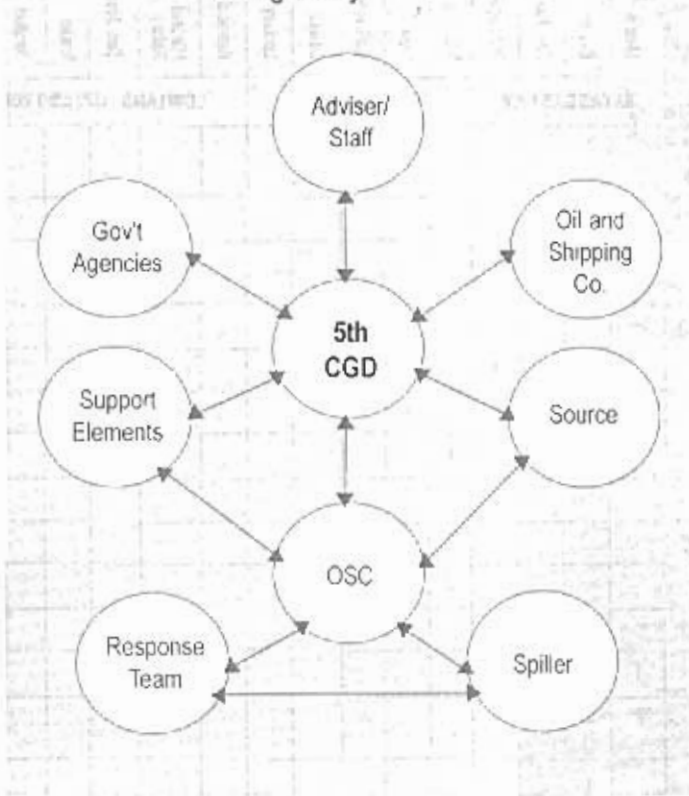 Adviser/
Staff
Gov't
Agencies
Oil and
Shipping
Co.
5th
CGD
Support
Elements
Source
OSC
Response
Team
Spiller